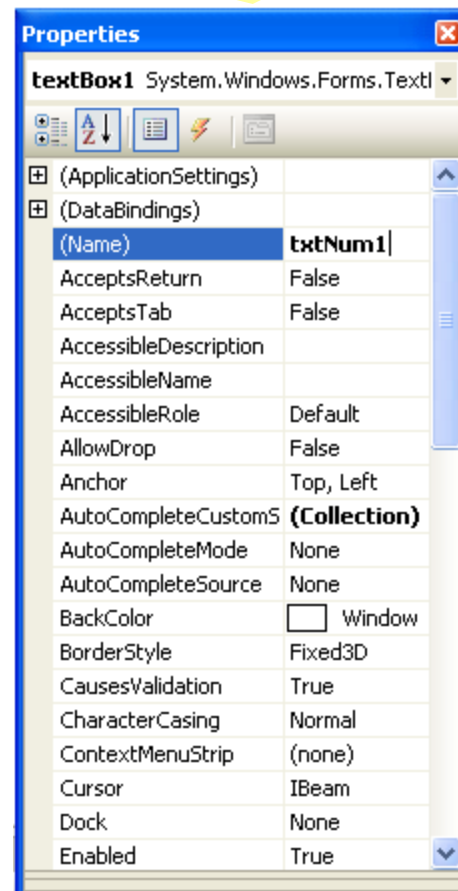 Properties
textBox1 System.Windows.Forms.Textl
A
Z
(ApplicationSettings)
(DataBindings)
(Name) txtNum1
AcceptsReturn False
AcceptsTab False
AccessibleDescription
AccessibleName
AccessibleRole Default
AllowDrop False
Anchor Top, Left
AutoCompleteCustomS (Collection)
AutoCompleteMode None
AutoCompleteSource None
BackColor Window
BorderStyle Fixed3D
CausesValidation True
CharacterCasing Normal
ContextMenuStrip (none)
Cursor IBeam
Dock None
Enabled True